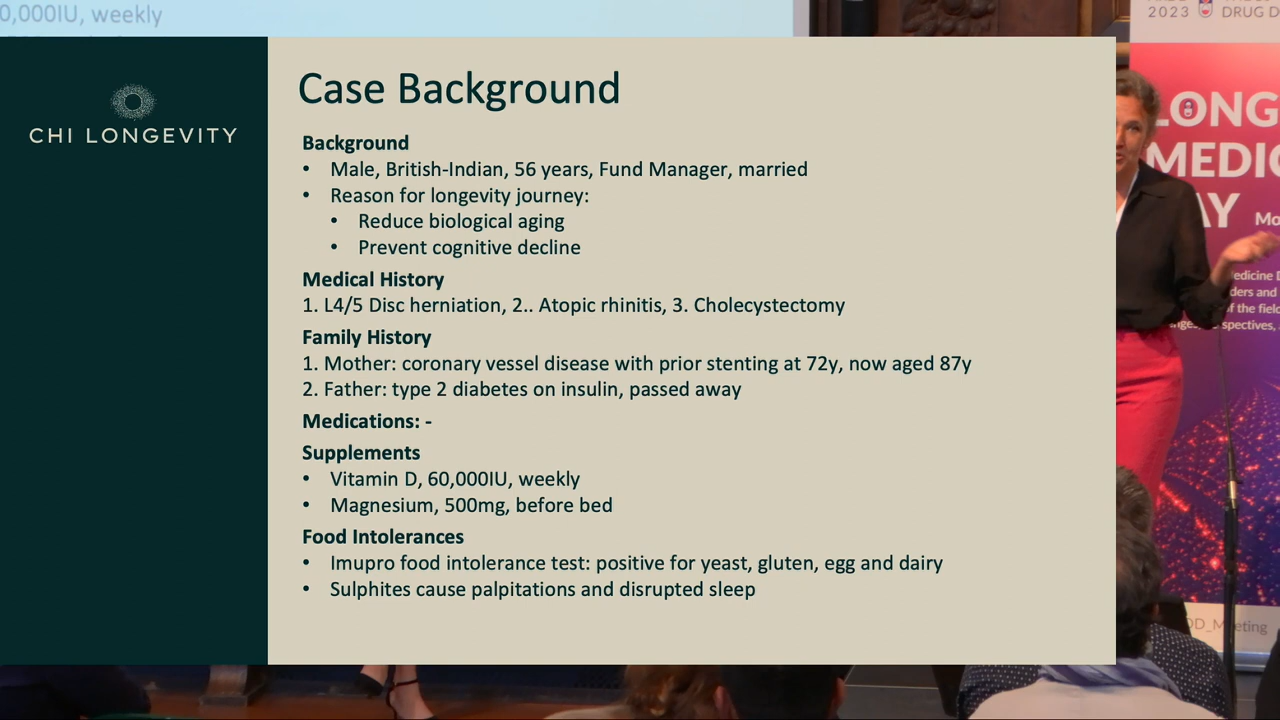 0,000IU, weekly
2023
DRUG D
CHI LONGEVITY
Case Background
Background
• Male, British-Indian, 56 years, Fund Manager, married
• Reason for longevity journey:
• Reduce biological aging
• Prevent cognitive decline
Medical History
1. L4/5 Disc herniation, 2.. Atopic rhinitis, 3. Cholecystectomy
Family History
1. Mother: coronary vessel disease with prior stenting at 72y, now aged 87y
2. Father: type 2 diabetes on insulin, passed away
Medications: -
Supplements
• Vitamin D, 60,000IU, weekly
• Magnesium, 500mg, before bed
Food Intolerances
• Imupro food intolerance test: positive for yeast, gluten, egg and dairy
• Sulphites cause palpitations and disrupted sleep
LONG
MEDIC
AY Mo
edicine D
ders and
of the fiel
spectives,